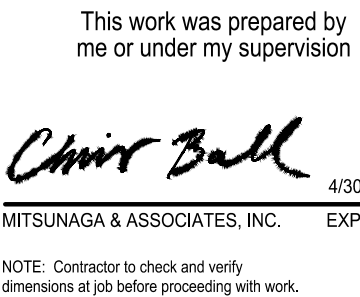 This work was prepared by
me or under my supervision
Chris Ball
4/30
MITSUNAGA & ASSOCIATES, INC. EXP
NOTE: Contractor to check and verify
dimensions at job before proceeding with work.